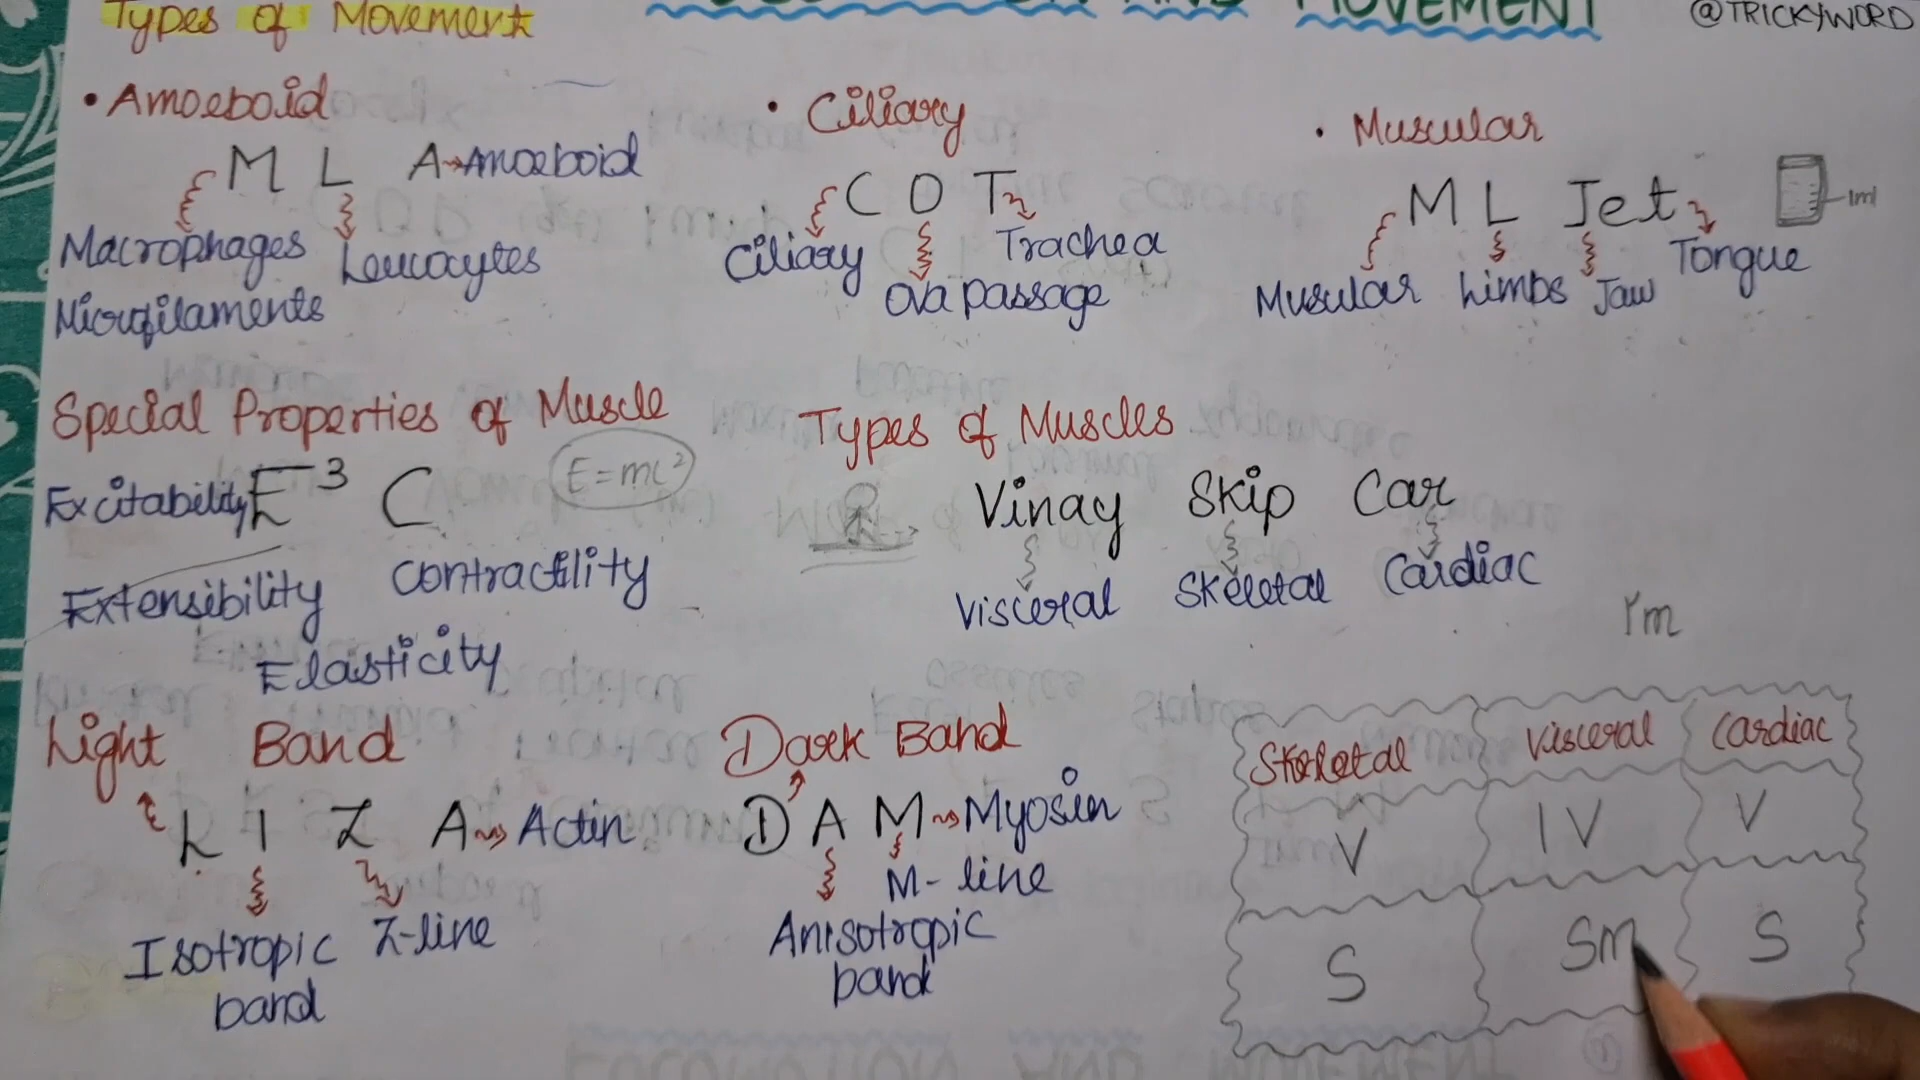 Types of Movement
AND MOVEMENT
@TRICKYWORD
• Amoeboid
M L A → Amoeboid
Macrophages Leucocytes
Microfilaments
• Ciliary
C O T
Ciliary Trachea
Ova passage
• Muscular
M L Jet
1ml
Muscular Limbs Jaw Tongue
Special Properties of Muscle
E³ C
E=mc²
Excitability
Extensibility Contractility
Elasticity
Types of Muscles
Vinay Skip Car
Visceral Skeletal Cardiac
Light Band
L I Z A → Actin
Isotropic Z-line
band
Dark Band
D A M → Myosin
M-line
Anisotropic
band
Skeletal Visceral Cardiac
V IV V
S Sm S